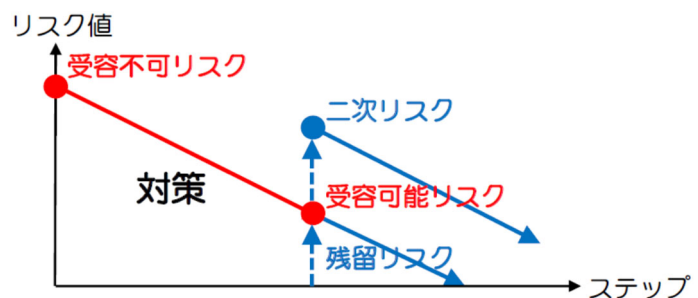 リスク値
受容不可リスク
二次リスク
対策
受容可能リスク
残留リスク
ステップ